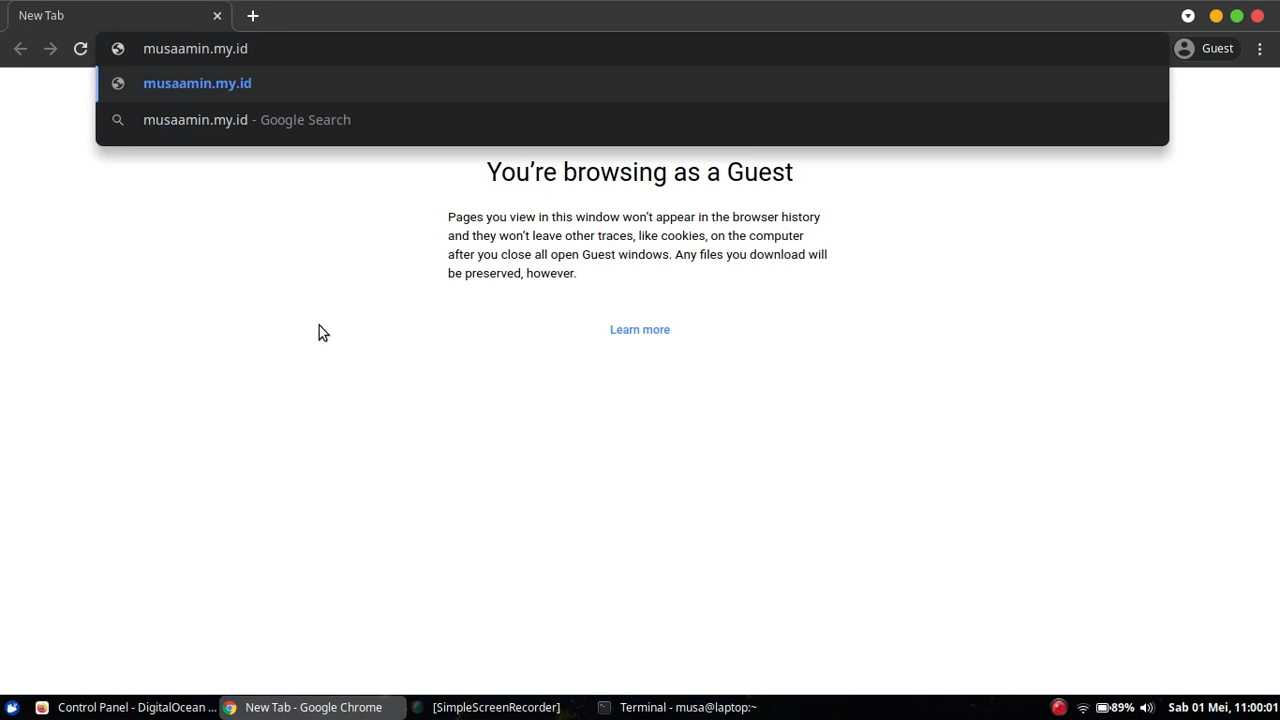 New Tab
musaamin.my.id
Guest
musaamin.my.id
musaamin.my.id - Google Search
You're browsing as a Guest
Pages you view in this window won't appear in the browser history
and they won't leave other traces, like cookies, on the computer
after you close all open Guest windows. Any files you download will
be preserved, however.
Learn more
Control Panel - DigitalOcean ...
New Tab - Google Chrome
[SimpleScreenRecorder]
Terminal - musa@laptop:~
89%
Sab 01 Mei, 11:00:01